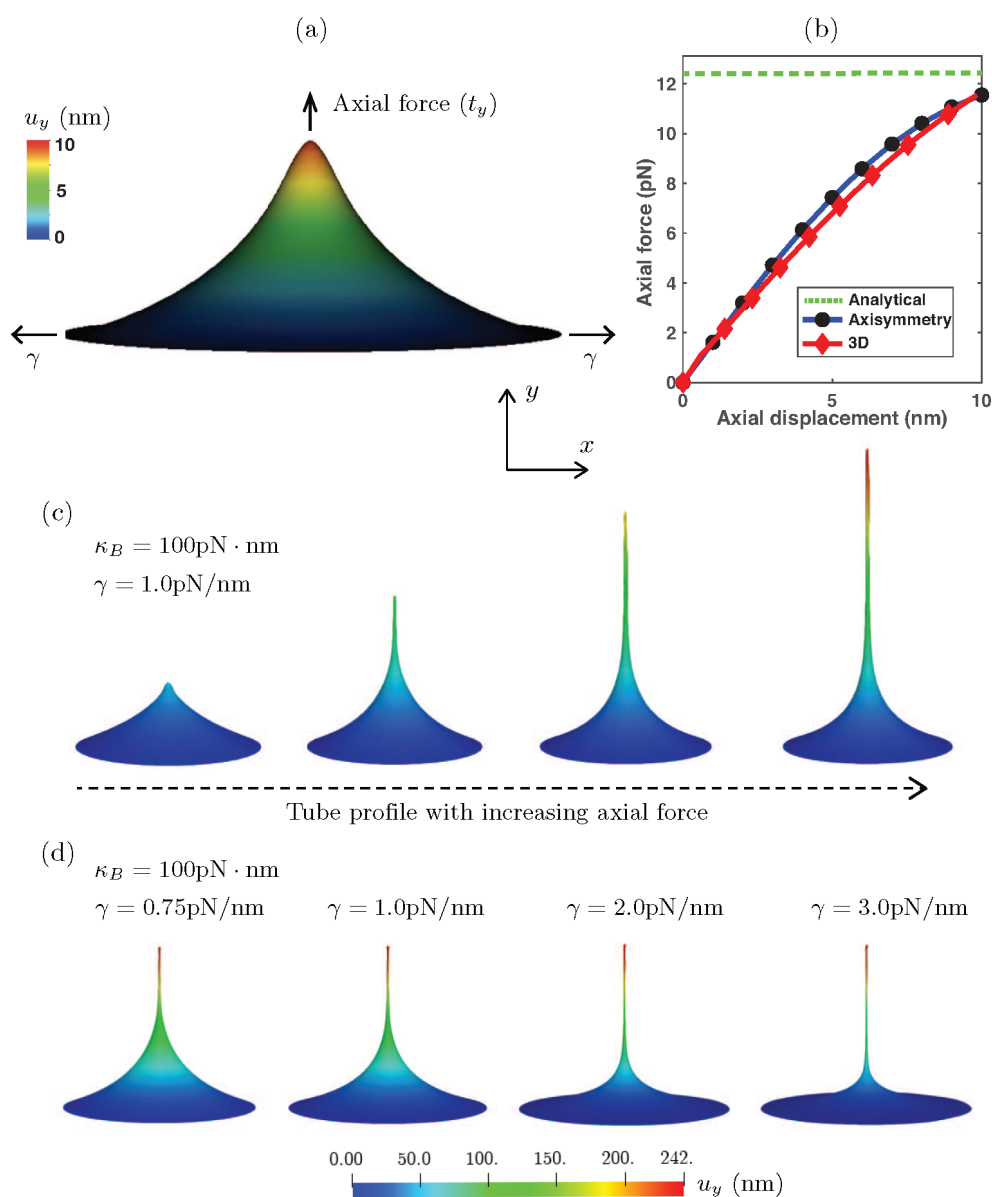 (a)
Axial force (t_y)
u_y (nm)
10
5
0
γ
γ
y
x
(b)
Axial force (pN)
12
10
8
6
4
2
0
0
5
10
Axial displacement (nm)
Analytical
Axisymmetry
3D
(c)
κ_B = 100pN · nm
γ = 1.0pN/nm
Tube profile with increasing axial force
(d)
κ_B = 100pN · nm
γ = 0.75pN/nm
γ = 1.0pN/nm
γ = 2.0pN/nm
γ = 3.0pN/nm
0.00 50.0 100. 150. 200. 242.
u_y (nm)